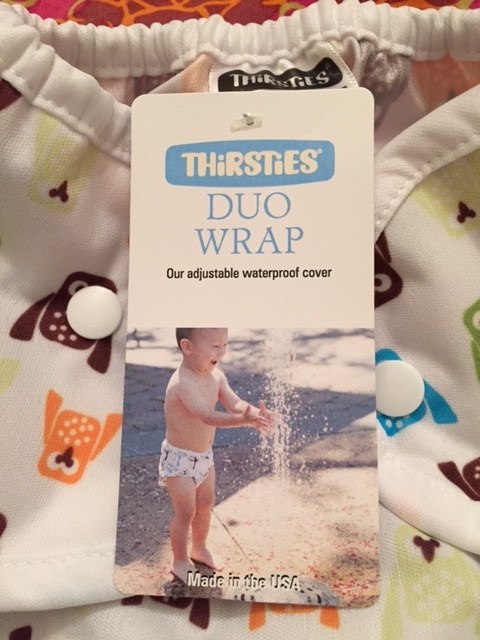 THiRSTiES
THiRSTiES®
DUO
WRAP
Our adjustable waterproof cover
Made in the USA